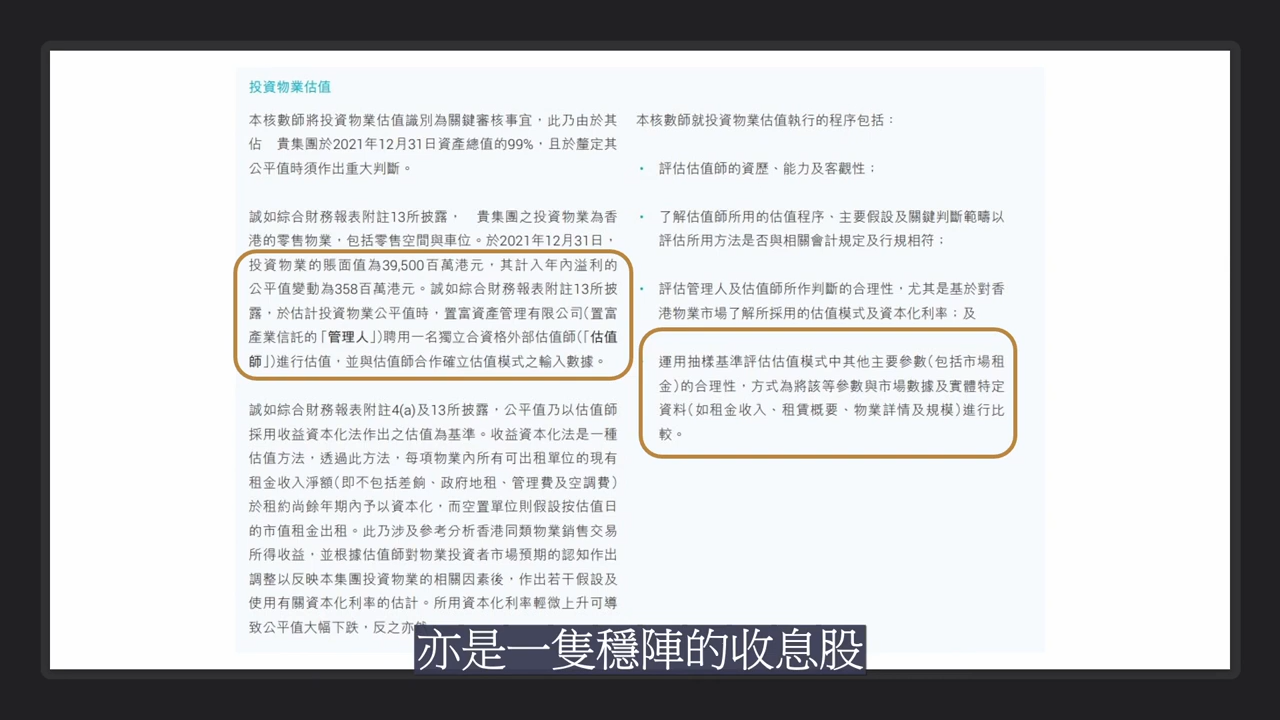 投資物業估值
本核數師將投資物業估值識別為關鍵審核事宜，此乃由於其
佔　貴集團於2021年12月31日資產總值的99%，且於釐定其
公平值時須作出重大判斷。
誠如綜合財務報表附註13所披露，　貴集團之投資物業為香
港的零售物業，包括零售空間與車位。於2021年12月31日，
投資物業的賬面值為39,500百萬港元，其計入年內溢利的
公平值變動為358百萬港元。誠如綜合財務報表附註13所披
露，於估計投資物業公平值時，置富資產管理有限公司（置富
產業信託的「管理人」）聘用一名獨立合資格外部估值師（「估值
師」）進行估值，並與估值師合作確立估值模式之輸入數據。
誠如綜合財務報表附註4(a)及13所披露，公平值乃以估值師
採用收益資本化法作出之估值為基準。收益資本化法是一種
估值方法，透過此方法，每項物業內所有可出租單位的現有
租金收入淨額（即不包括差餉、政府地租、管理費及空調費）
於租約尚餘年期內予以資本化，而空置單位則假設按估值日
的市值租金出租。此乃涉及參考分析香港同類物業銷售交易
所得收益，並根據估值師對物業投資者市場預期的認知作出
調整以反映本集團投資物業的相關因素後，作出若干假設及
使用有關資本化利率的估計。所用資本化利率輕微上升可導
致公平值大幅下跌，反之亦
本核數師就投資物業估值執行的程序包括：
• 評估估值師的資歷、能力及客觀性；
• 了解估值師所用的估值程序、主要假設及關鍵判斷範疇以
評估所用方法是否與相關會計規定及行規相符；
• 評估管理人及估值師所作判斷的合理性，尤其是基於對香
港物業市場了解所採用的估值模式及資本化利率；及
運用抽樣基準評估估值模式中其他主要參數（包括市場租
金）的合理性，方式為將該等參數與市場數據及實體特定
資料（如租金收入、租賃概要、物業詳情及規模）進行比
較。
亦是一隻穩陣的收息股